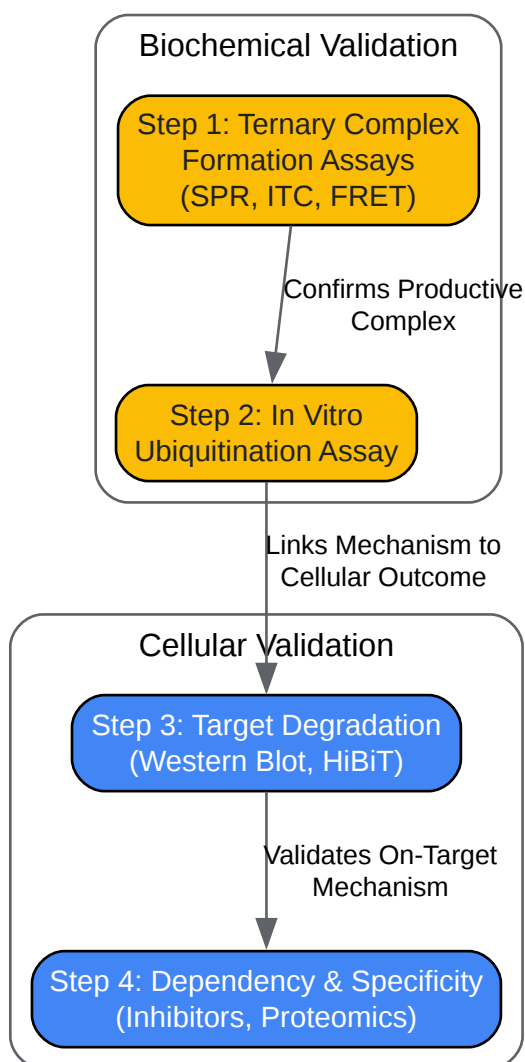 Biochemical Validation
Step 1: Ternary Complex
Formation Assays
(SPR, ITC, FRET)
Confirms Productive
Complex
Step 2: In Vitro
Ubiquitination Assay
Links Mechanism to
Cellular Outcome
Cellular Validation
Step 3: Target Degradation
(Western Blot, HiBiT)
Validates On-Target
Mechanism
Step 4: Dependency & Specificity
(Inhibitors, Proteomics)